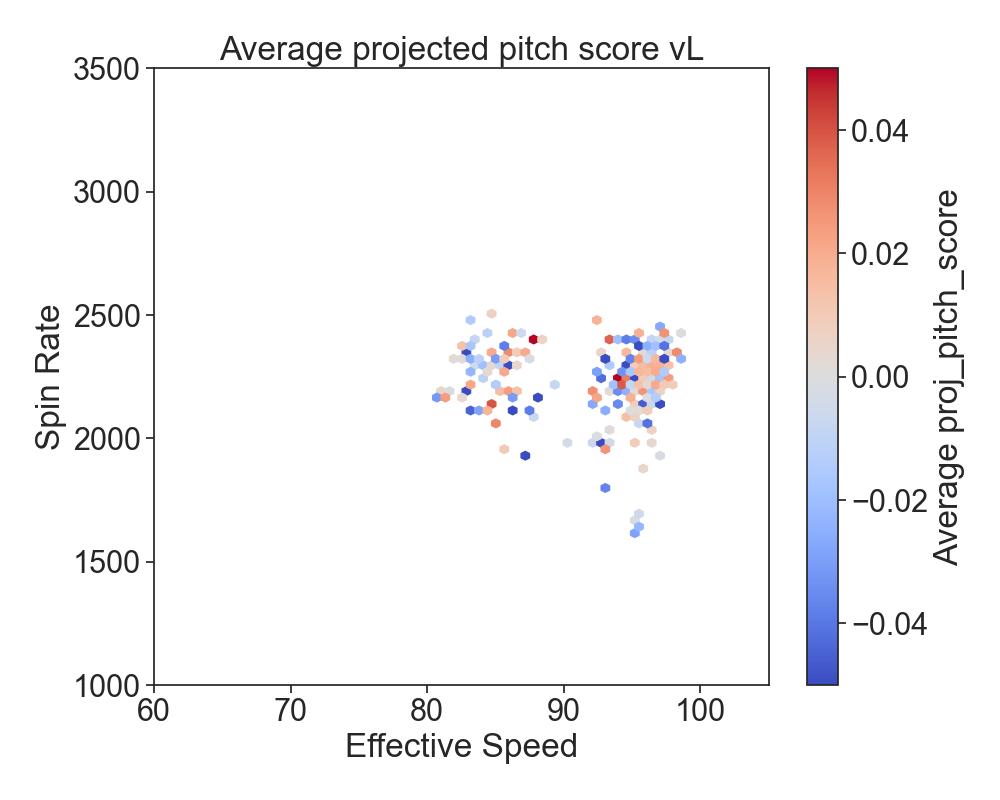 Average projected pitch score vL
3500
3000
2500
2000
1500
1000
Spin Rate
60 70 80 90 100
Effective Speed
0.04
0.02
0.00
−0.02
−0.04
Average proj_pitch_score